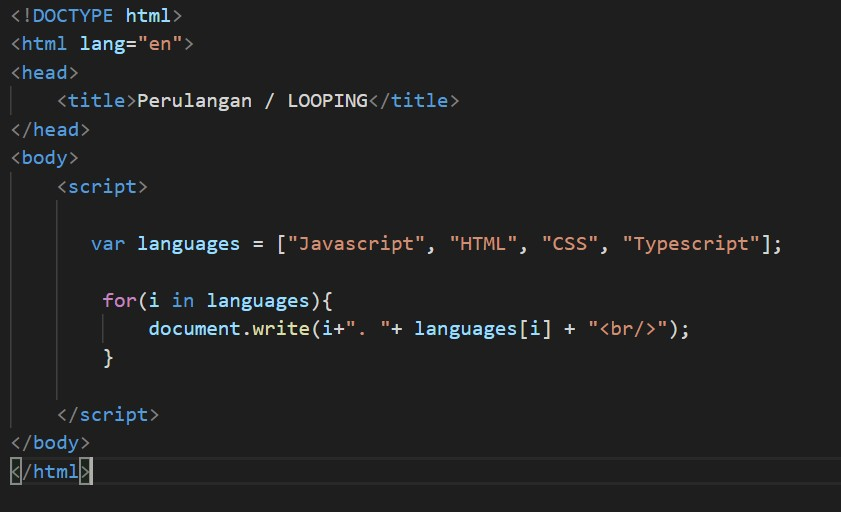 <!DOCTYPE html>
<html lang="en">
<head>
    <title>Perulangan / LOOPING</title>
</head>
<body>
    <script>

       var languages = ["Javascript", "HTML", "CSS", "Typescript"];

        for(i in languages){
            document.write(i+". "+ languages[i] + "<br/>");
        }

    </script>
</body>
</html>